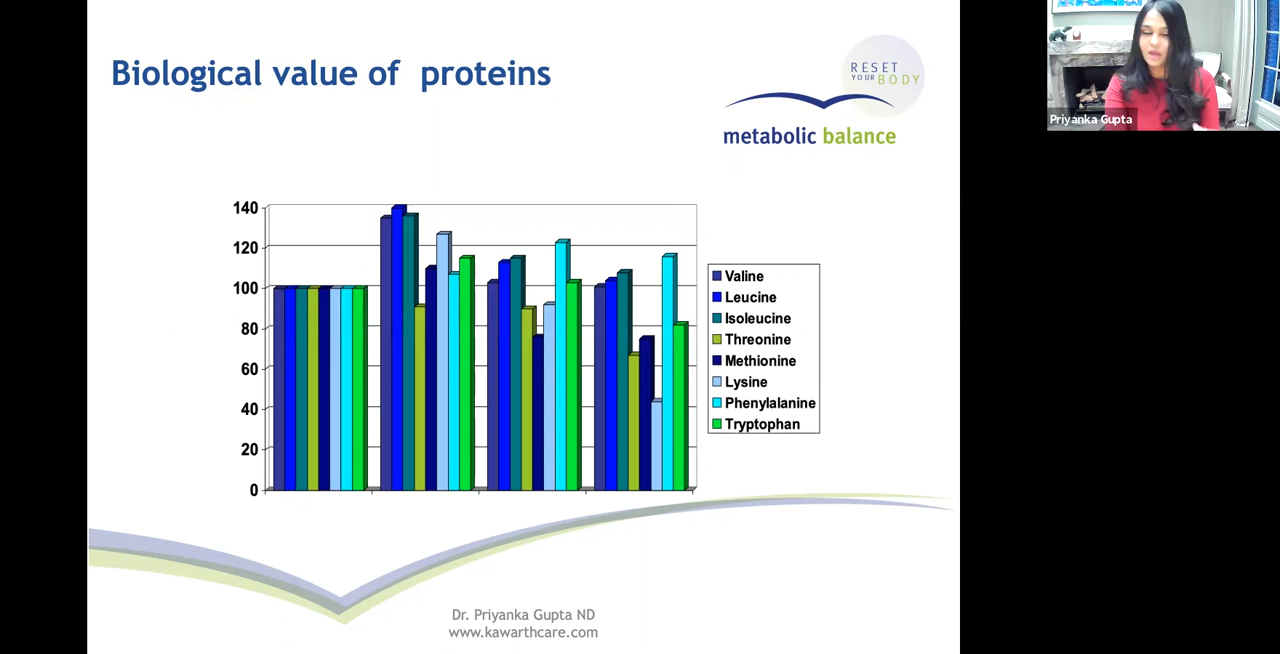 Biological value of proteins
RESET
YOUR BODY
metabolic balance
Priyanka Gupta
140
120
100
80
60
40
20
0
Valine
Leucine
Isoleucine
Threonine
Methionine
Lysine
Phenylalanine
Tryptophan
Dr. Priyanka Gupta ND
www.kawarthcare.com